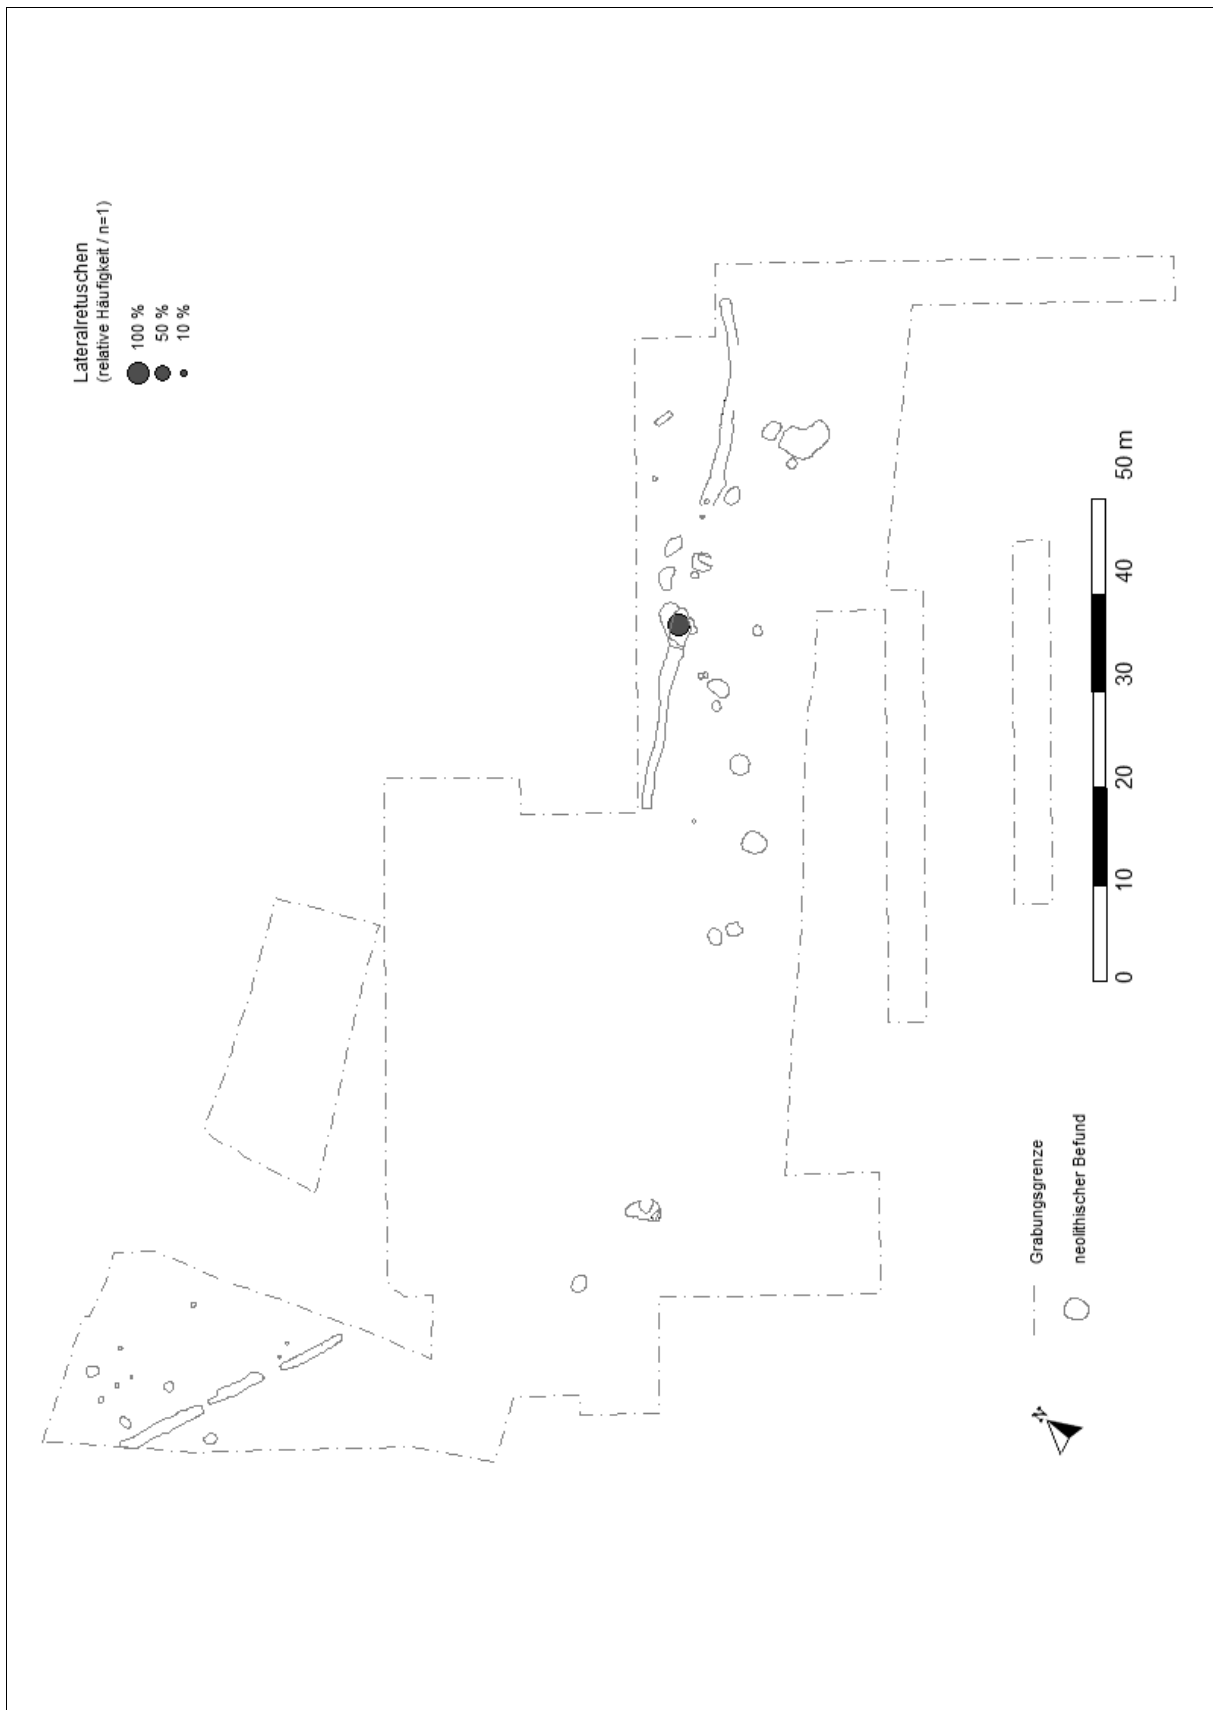 Lateralretuschen
(relative Häufigkeit / n=1)
100 %
50 %
10 %
0 10 20 30 40 50 m
Grabungsgrenze
neolithischer Befund
N